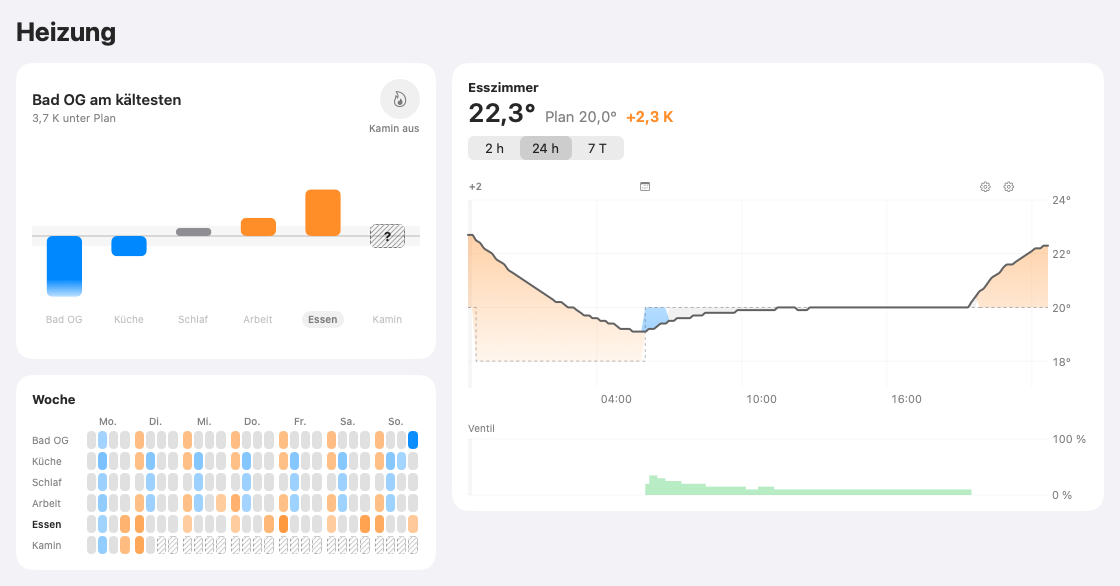 Heizung
Bad OG am kältesten
3,7 K unter Plan
Kamin aus
?
Bad OG Küche Schlaf Arbeit Essen Kamin
Woche
Mo. Di. Mi. Do. Fr. Sa. So.
Bad OG
Küche
Schlaf
Arbeit
Essen
Kamin
Esszimmer
22,3° Plan 20,0° +2,3 K
2 h 24 h 7 T
+2
24°
22°
20°
18°
04:00 10:00 16:00
Ventil
100 %
0 %